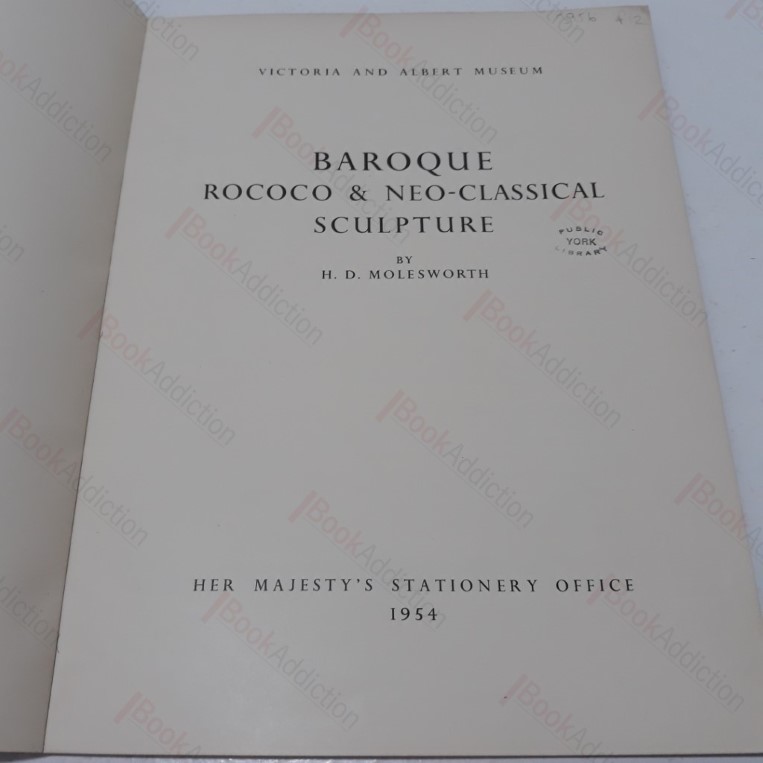 VICTORIA AND ALBERT MUSEUM
BAROQUE
ROCOCO & NEO-CLASSICAL
SCULPTURE
PUBLIC
YORK
LIBRARY
BY
H. D. MOLESWORTH
HER MAJESTY'S STATIONERY OFFICE
1954
BookAddiction